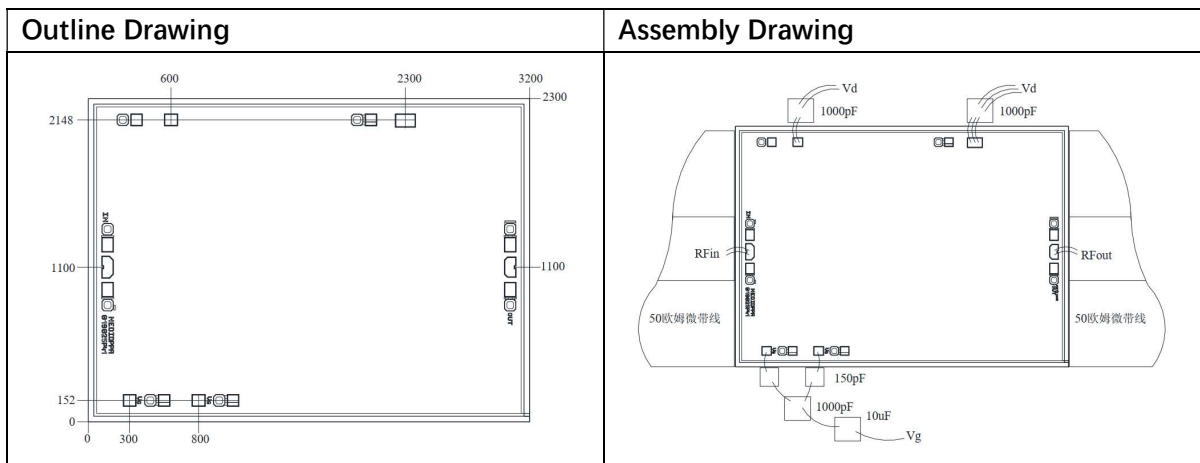 Outline Drawing
Assembly Drawing
600
2300
3200
2300
2148
IN
1100
1100
OUT
152
0
0
300
800
Vd
1000pF
Vd
1000pF
RFin
RFout
50欧姆微带线
50欧姆微带线
150pF
1000pF
10uF
Vg